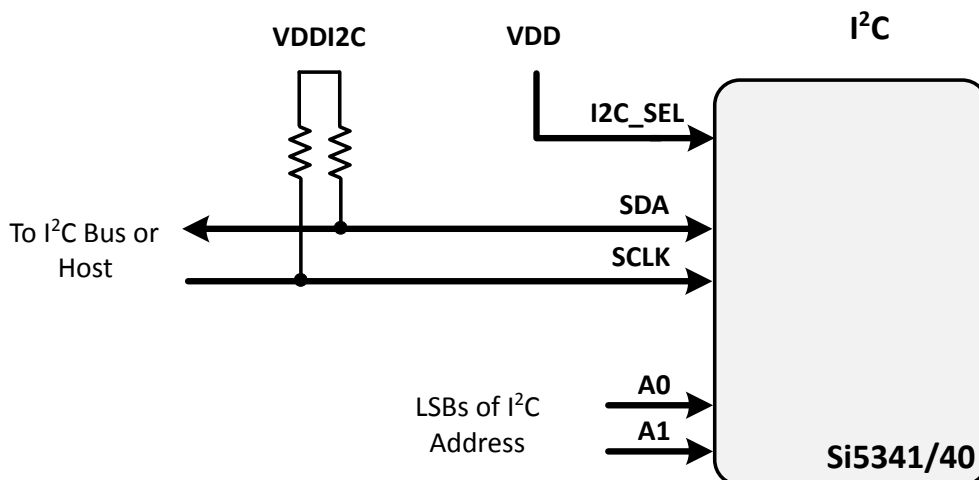 I²C
VDDI2C
VDD
I2C_SEL
SDA
To I²C Bus or
Host
SCLK
A0
LSBs of I²C
Address
A1
Si5341/40